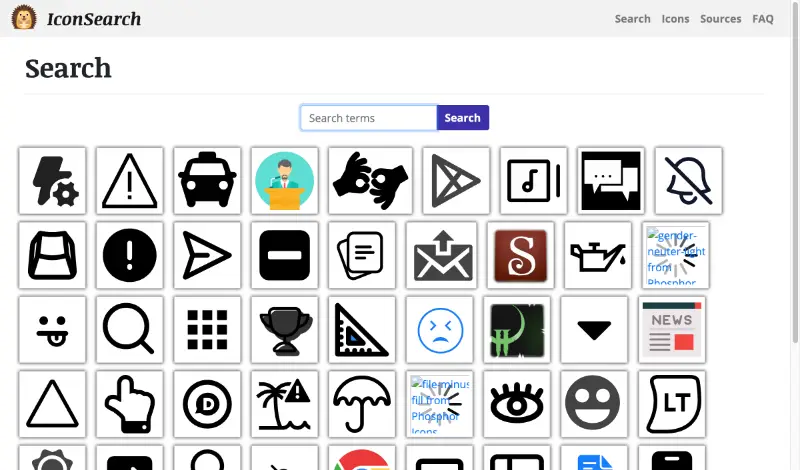 IconSearch
Search Icons Sources FAQ
Search
Search terms
Search
S
gender-
neuter-light
from
Phosphor
NEWS
D
file-minus-
fill from
Phosphor
Icons
LT